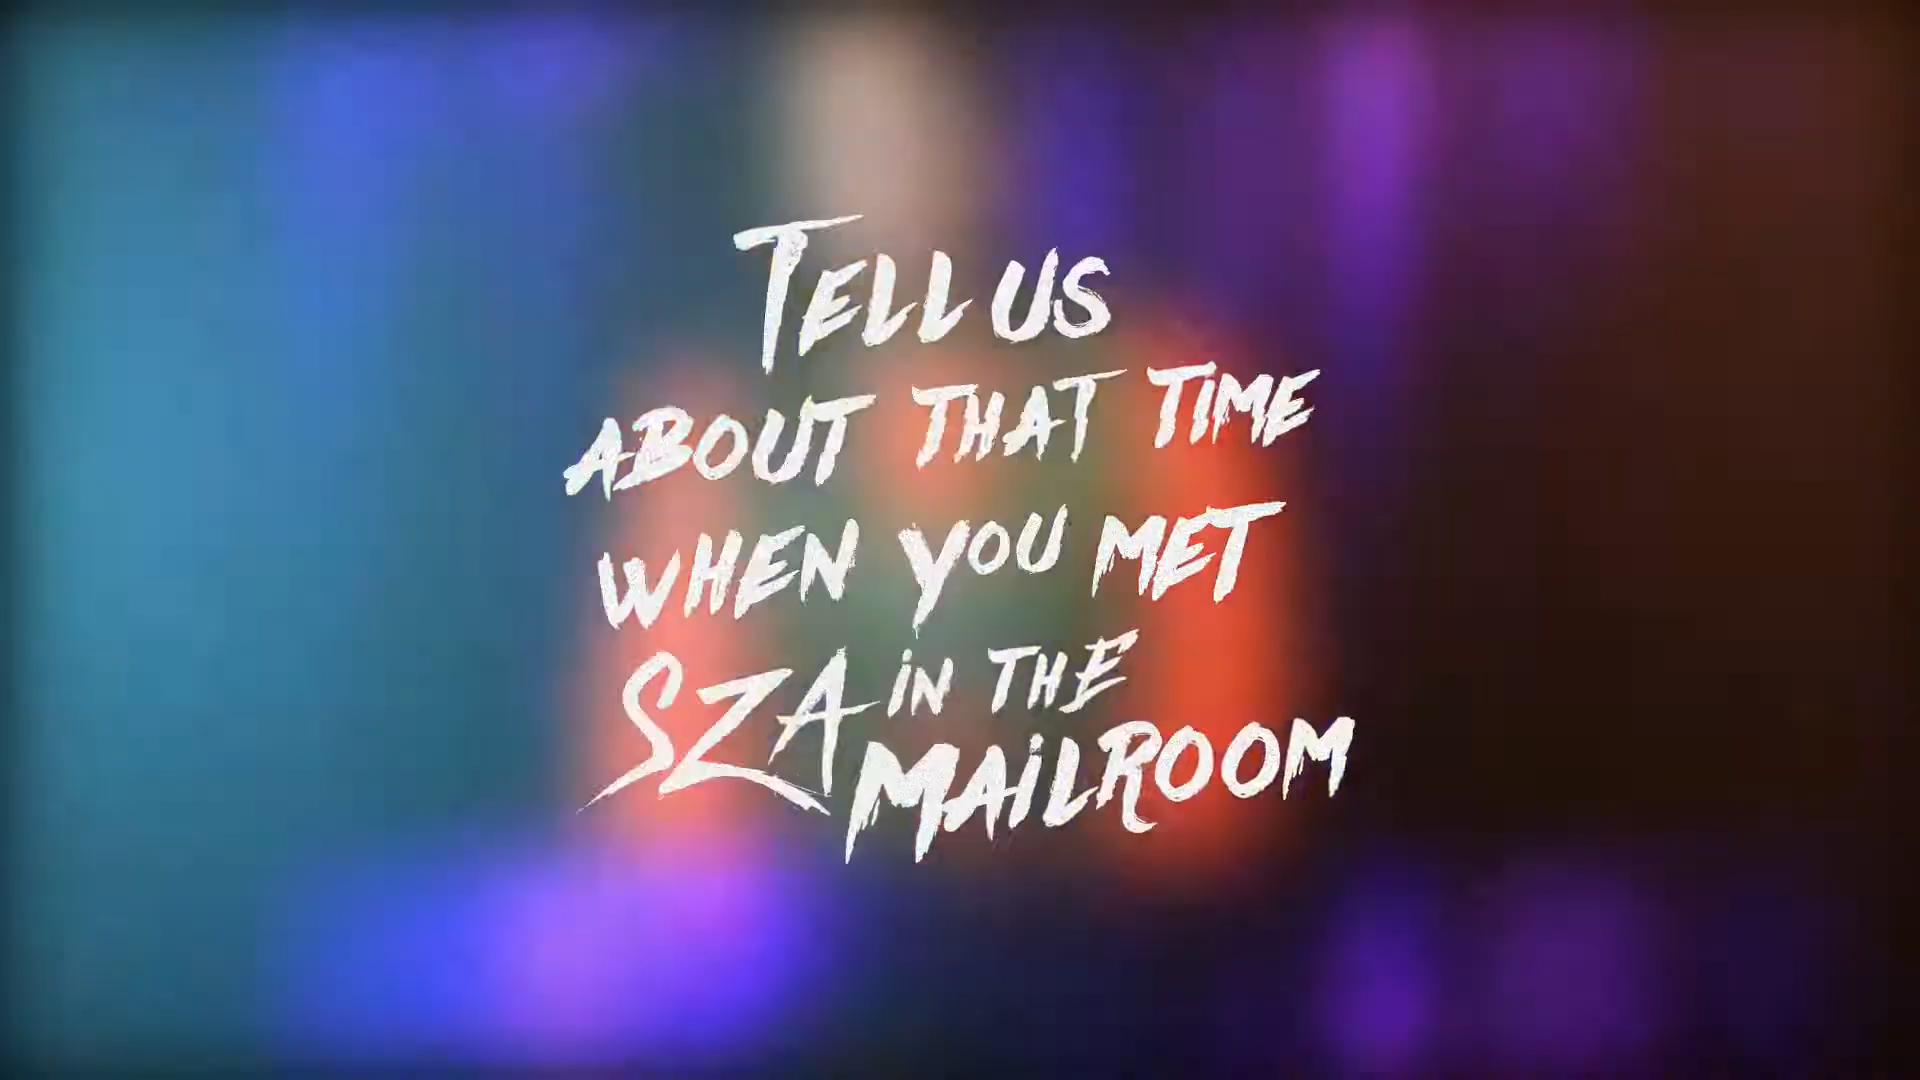 TELL US
ABOUT THAT TIME
WHEN YOU MET
SZA IN THE
MAILROOM